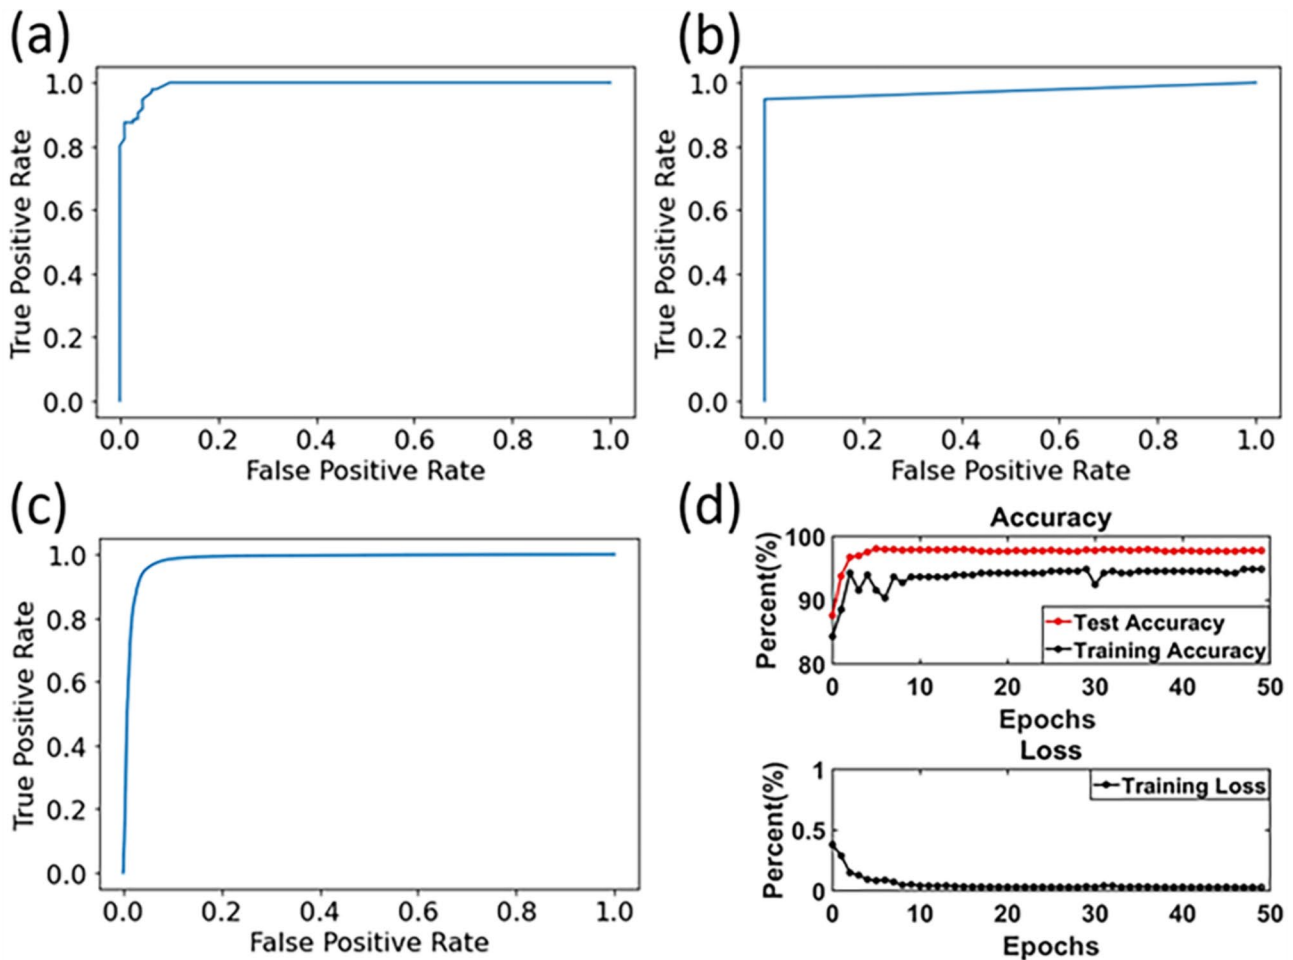 (a)
1.0
0.8
0.6
0.4
0.2
0.0
True Positive Rate
0.0 0.2 0.4 0.6 0.8 1.0
False Positive Rate
(b)
1.0
0.8
0.6
0.4
0.2
0.0
True Positive Rate
0.0 0.2 0.4 0.6 0.8 1.0
False Positive Rate
(c)
1.0
0.8
0.6
0.4
0.2
0.0
True Positive Rate
0.0 0.2 0.4 0.6 0.8 1.0
False Positive Rate
(d)
Accuracy
100
90
80
Percent(%)
Test Accuracy
Training Accuracy
0 10 20 30 40 50
Epochs
Loss
1
0.5
0
Percent(%)
Training Loss
0 10 20 30 40 50
Epochs